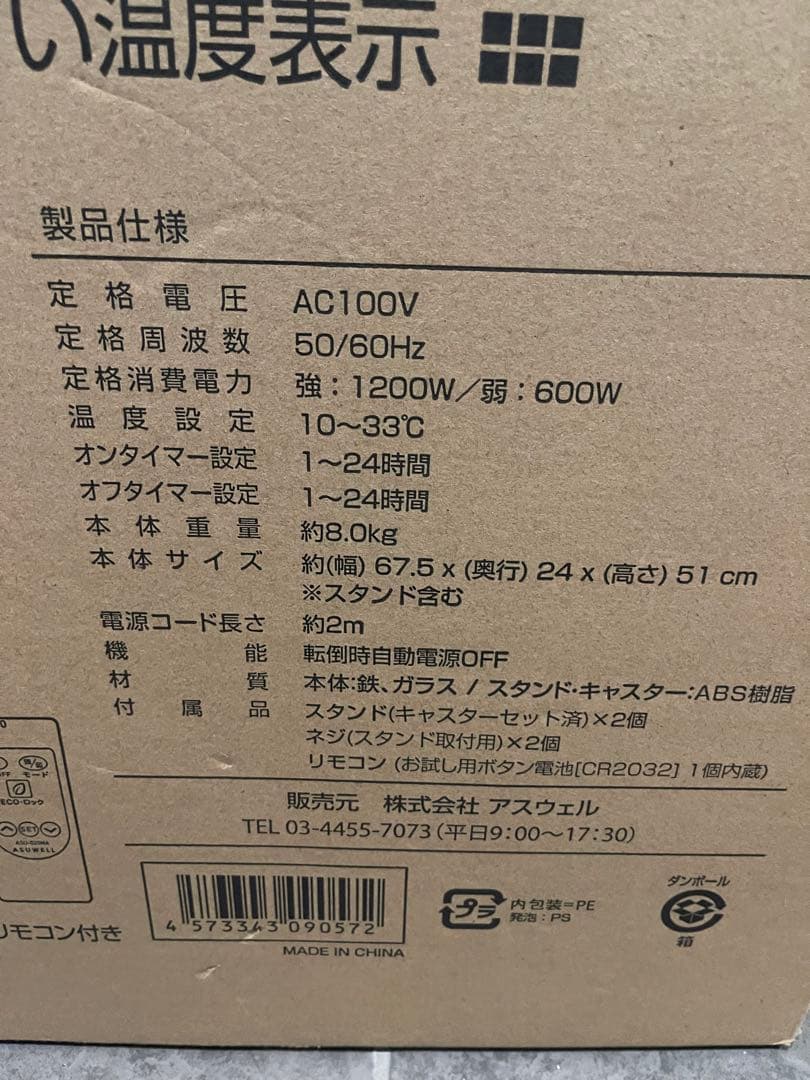 い温度表示
製品仕様
定格電圧 AC100V
定格周波数 50/60Hz
定格消費電力 強：1200W／弱：600W
温度設定 10～33℃
オンタイマー設定 1～24時間
オフタイマー設定 1～24時間
本体重量 約8.0kg
本体サイズ 約(幅) 67.5 x (奥行) 24 x (高さ) 51 cm
※スタンド含む
電源コード長さ 約2m
機能 転倒時自動電源OFF
材質 本体:鉄、ガラス / スタンド・キャスター:ABS樹脂
付属品 スタンド(キャスターセット済)×2個
ネジ(スタンド取付用)×2個
リモコン (お試し用ボタン電池[CR2032] 1個内蔵)
強/弱
モード
ECO・ロック
SET
ASUWELL
リモコン付き
販売元 株式会社 アスウェル
TEL 03-4455-7073（平日9:00～17:30）
4 573343 090572
MADE IN CHINA
プラ
内包装=PE
発泡：PS
ダンボール
箱